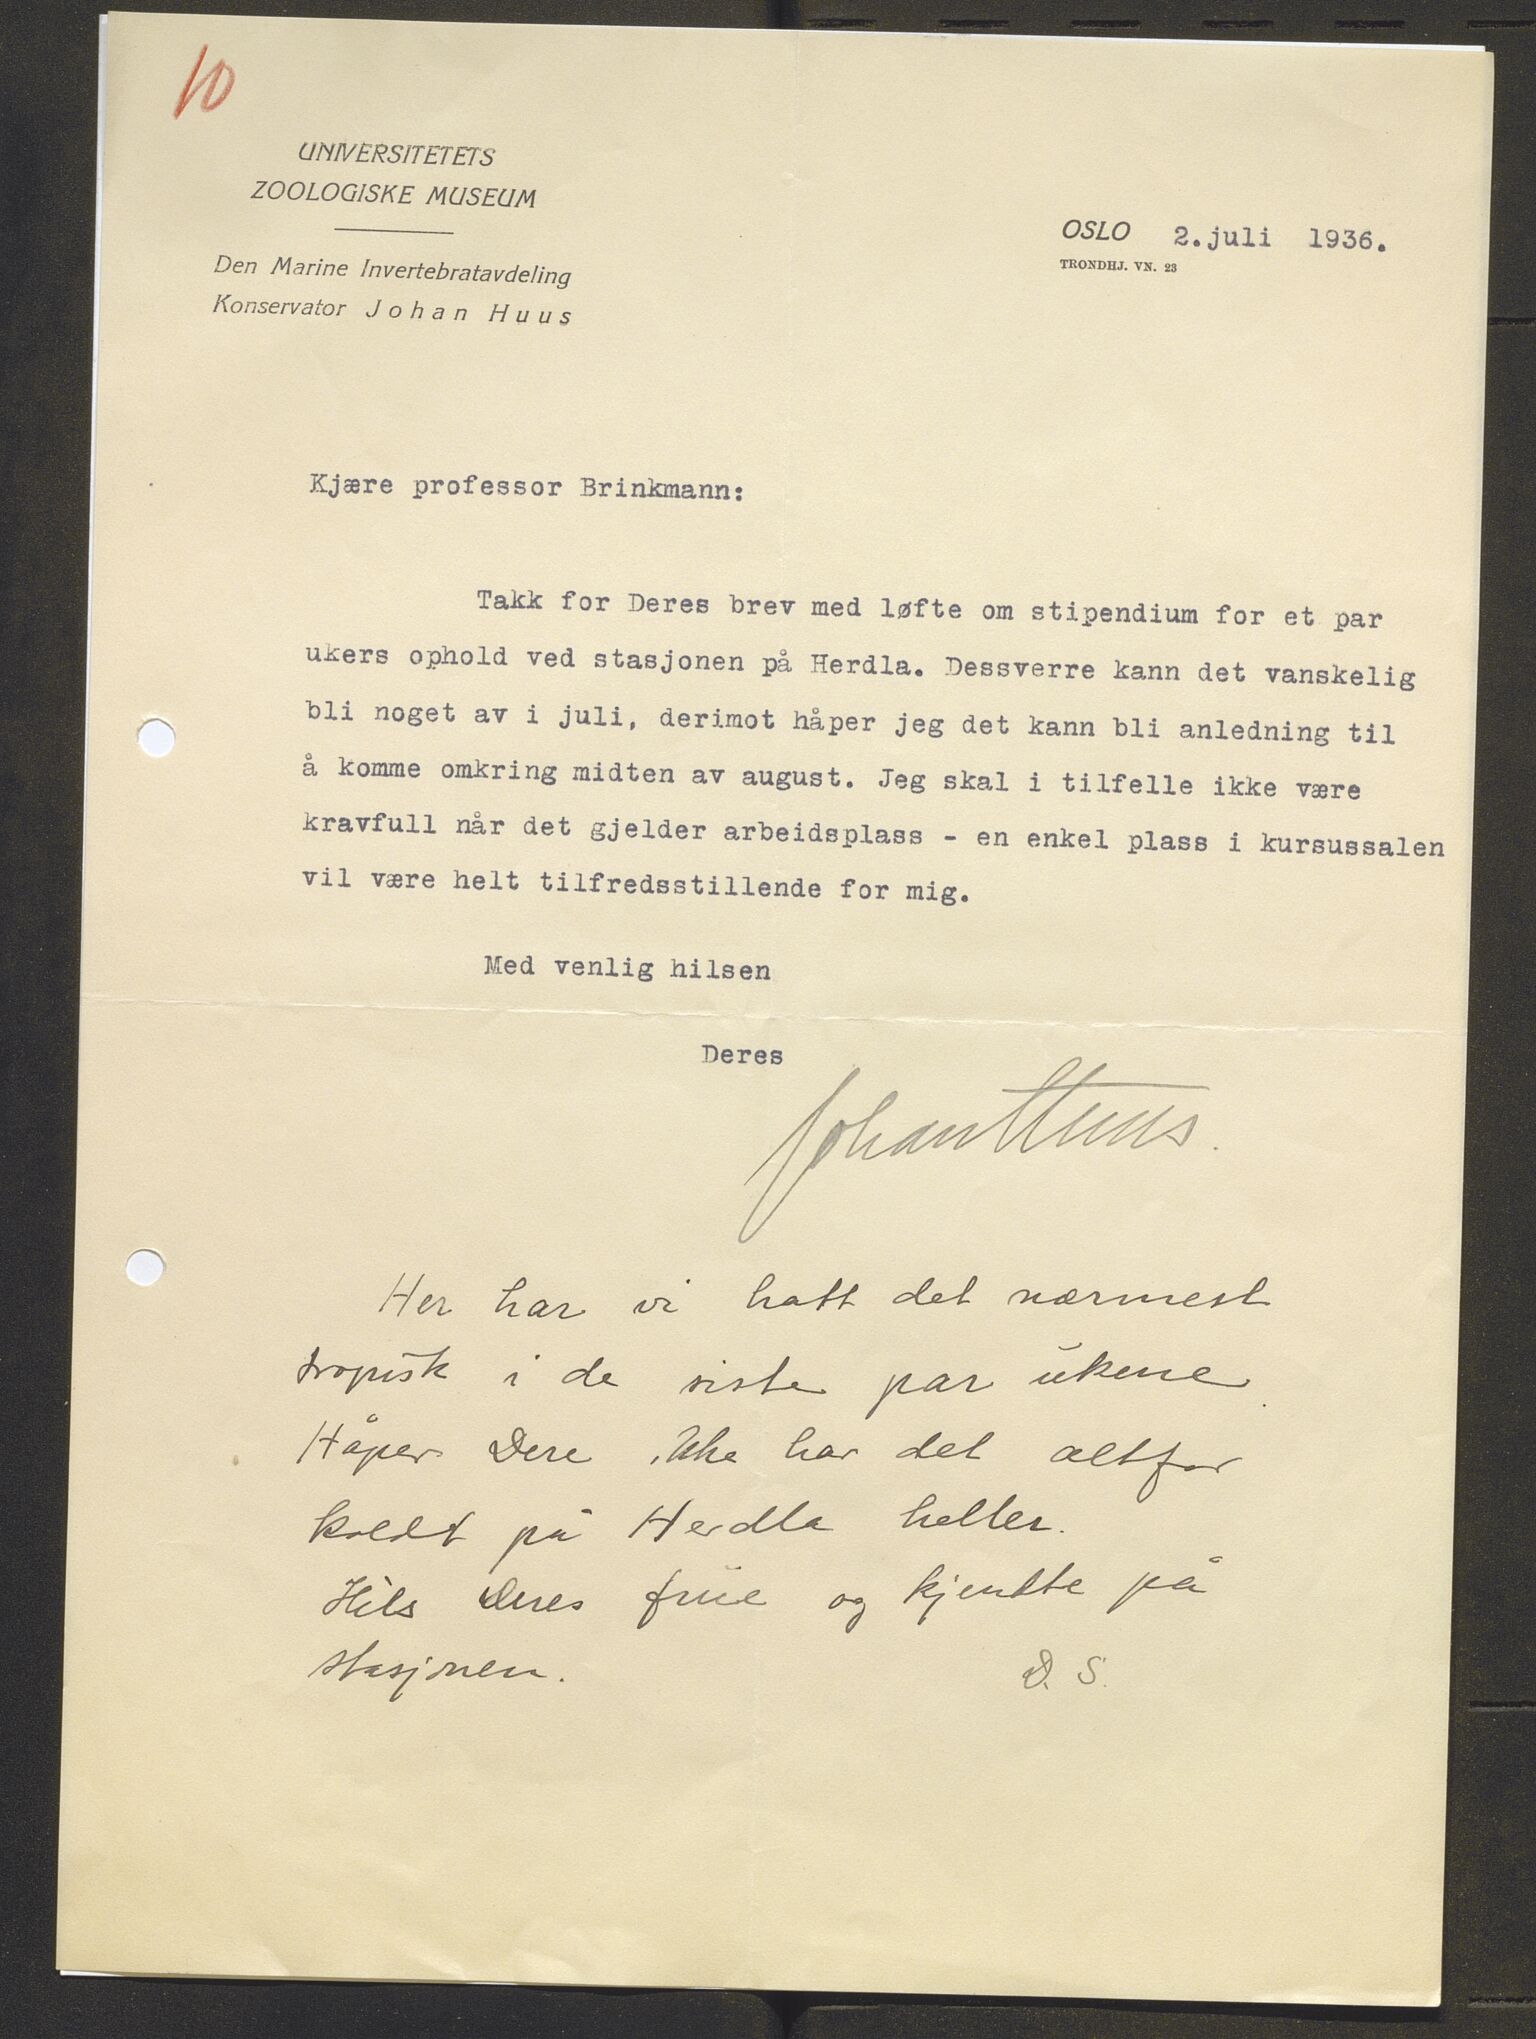 10
UNIVERSITETETS
ZOOLOGISKE MUSEUM
Den Marine Invertebratavdeling
Konservator Johan Huus
OSLO 2.juli 1936.
TRONDHJ. VN. 23
Kjære professor Brinkmann:
Takk for Deres brev med løfte om stipendium for et par
ukers ophold ved stasjonen på Herdla. Dessverre kann det vanskelig
bli noget av i juli, derimot håper jeg det kann bli anledning til
å komme omkring midten av august. Jeg skal i tilfelle ikke være
kravfull når det gjelder arbeidsplass - en enkel plass i kursussalen
vil være helt tilfredsstillende for mig.
Med venlig hilsen
Deres
Johan Huus.
Her har vi hatt det nærmest
tropisk i de siste par ukene.
Håper Dere ikke har det altfor
koldt på Herdla heller.
Hils Deres frue og kjendte på
stasjonen.
D. S.